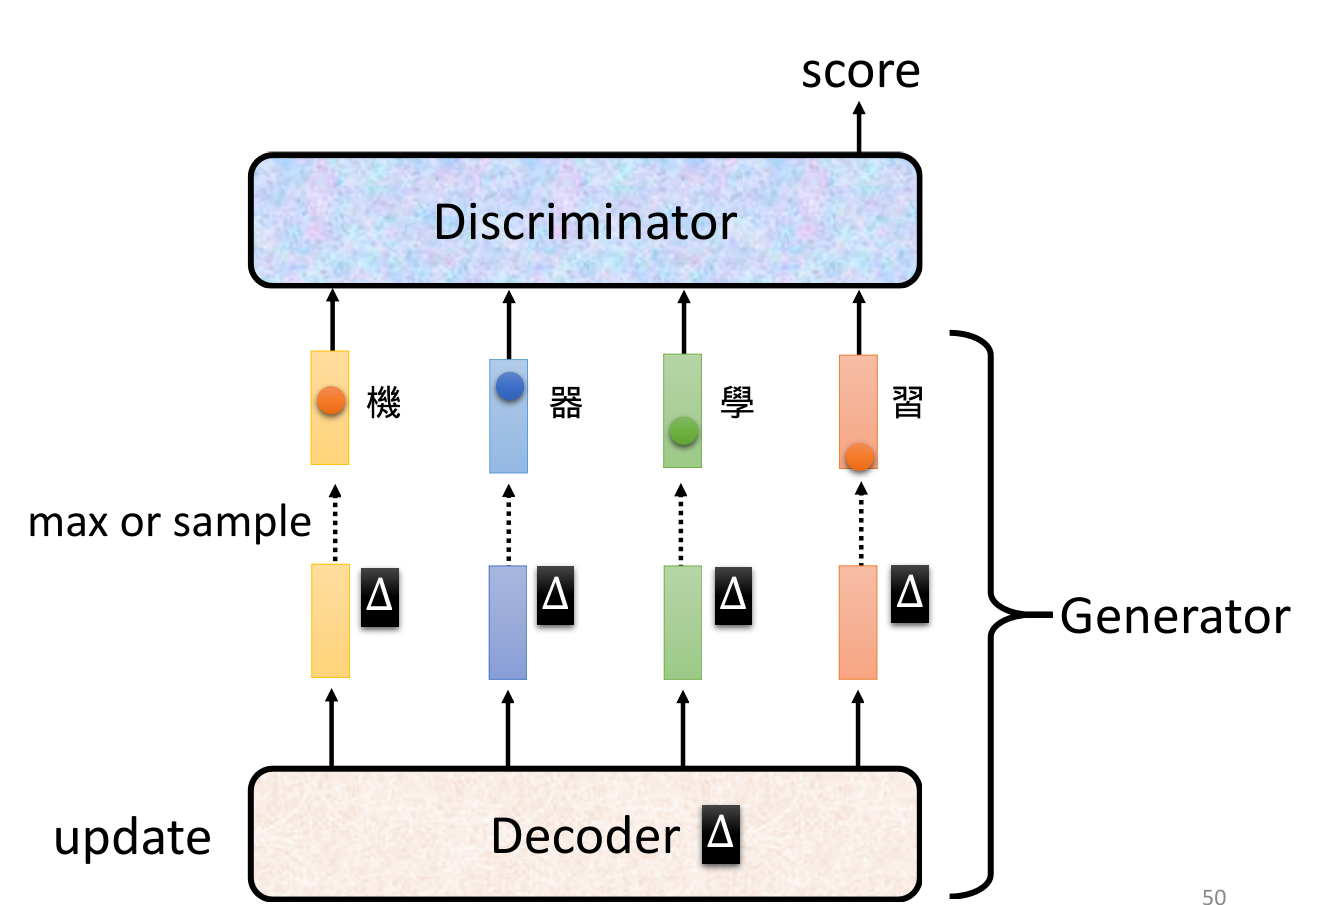 score
Discriminator
機 器 學 習
max or sample
Δ Δ Δ Δ
Generator
update Decoder Δ
50